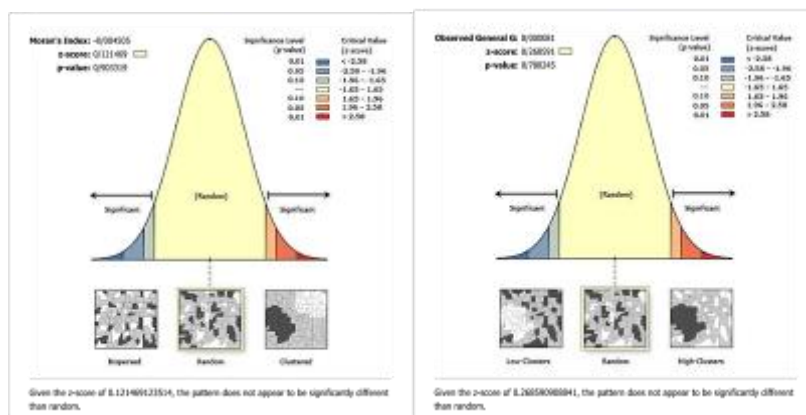 Moran's Index: -0/004505
z-score: 0/121469
p-value: 0/903319
Significance Level
(p-value)
0.01
0.05
0.10
—
0.10
0.05
0.01
Critical Value
(z-score)
< -2.58
-2.58 – -1.96
-1.96 – -1.65
-1.65 – 1.65
1.65 – 1.96
1.96 – 2.58
> 2.58
Significant
(Random)
Significant
Dispersed
Random
Clustered
Given the z-score of 0.121469123514, the pattern does not appear to be significantly different
than random.
Observed General G: 0/000081
z-score: 0/268591
p-value: 0/788245
Significance Level
(p-value)
0.01
0.05
0.10
—
0.10
0.05
0.01
Critical Value
(z-score)
< -2.58
-2.58 – -1.96
-1.96 – -1.65
-1.65 – 1.65
1.65 – 1.96
1.96 – 2.58
> 2.58
Significant
(Random)
Significant
Low-Clusters
Random
High-Clusters
Given the z-score of the pattern does not appear to be significantly different
than random.